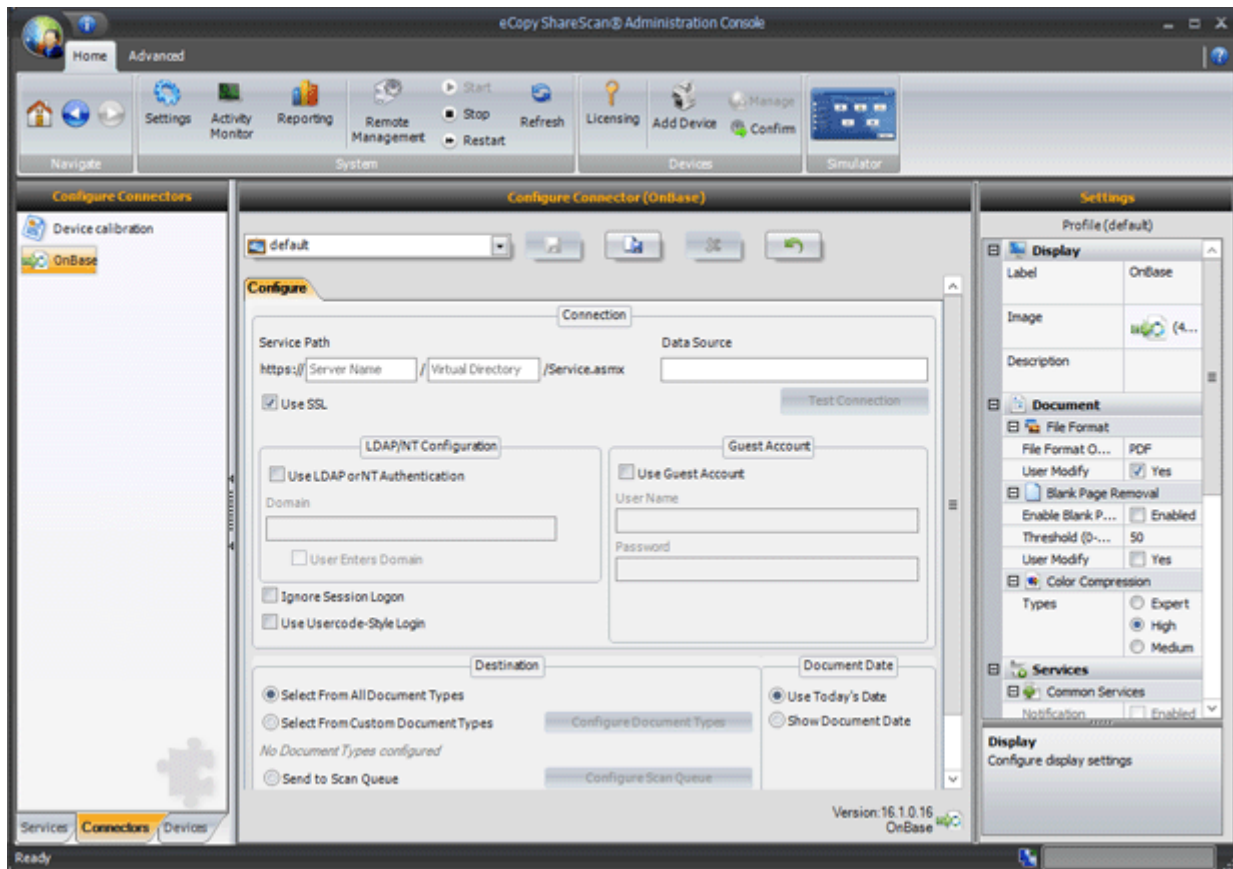 eCopy ShareScan® Administration Console
Home Advanced
Settings Activity Monitor Reporting Remote Management Start Stop Restart Refresh Licensing Add Device Manage Confirm
Navigate System Devices Simulator
Configure Connectors
Device calibration
OnBase
Services Connectors Devices
Ready
Configure Connector (OnBase)
default
Configure
Connection
Service Path Data Source
https:// Server Name / Virtual Directory /Service.asmx
Use SSL Test Connection
LDAP/NT Configuration
Use LDAP or NT Authentication
Domain
User Enters Domain
Guest Account
Use Guest Account
User Name
Password
Ignore Session Logon
Use Usercode-Style Login
Destination
Select From All Document Types
Select From Custom Document Types Configure Document Types
No Document Types configured
Send to Scan Queue Configure Scan Queue
Document Date
Use Today's Date
Show Document Date
Version:16.1.0.16
OnBase
Settings
Profile (default)
Display
Label OnBase
Image (4...
Description
Document
File Format
File Format O... PDF
User Modify Yes
Blank Page Removal
Enable Blank P... Enabled
Threshold (0-... 50
User Modify Yes
Color Compression
Types Expert
High
Medium
Services
Common Services
Notification Enabled
Display
Configure display settings